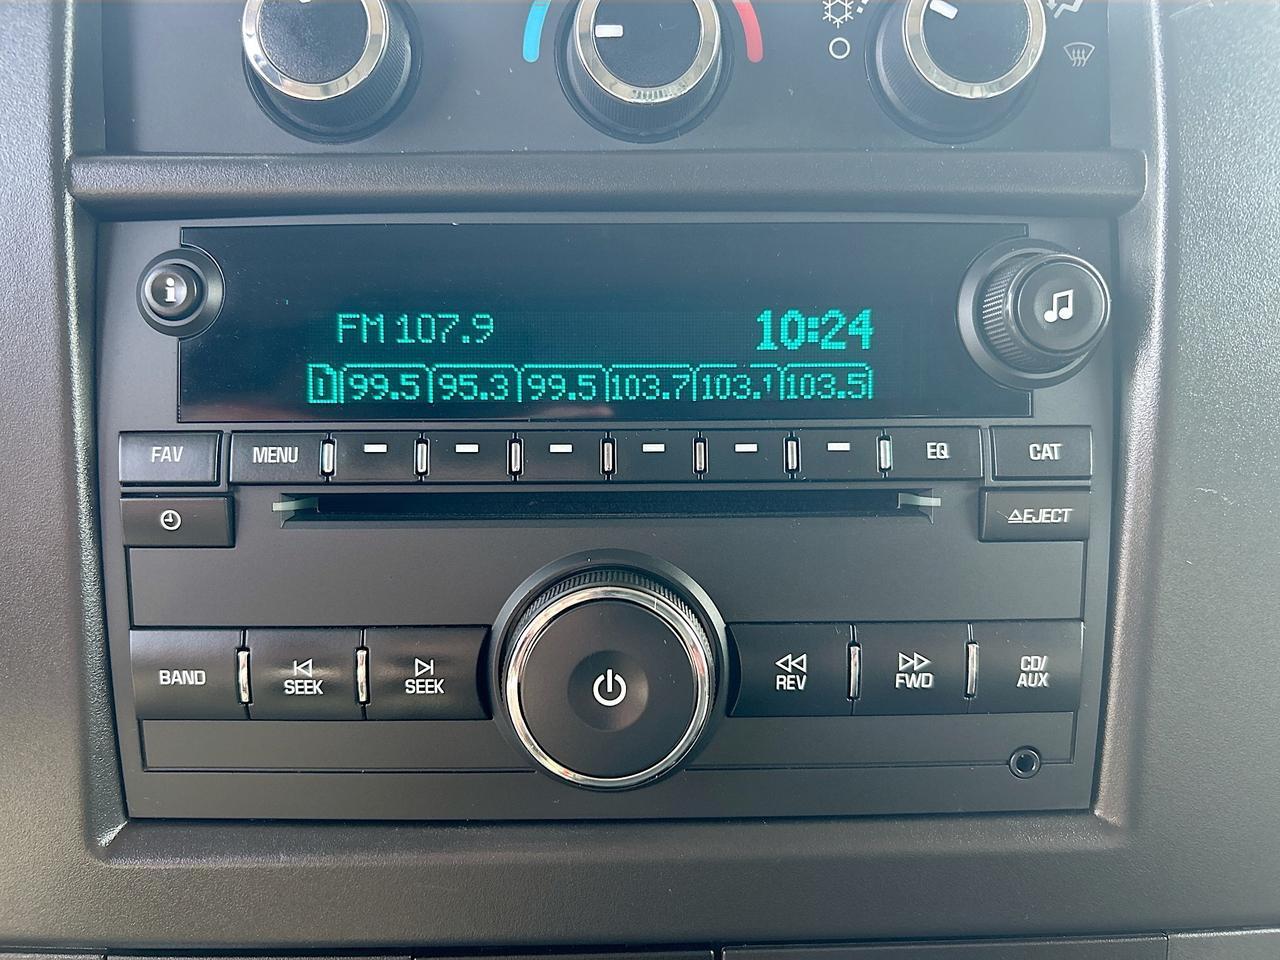 i
FM 107.9 10:24
1 99.5 95.3 99.5 103.7 103.1 103.5
FAV MENU EQ CAT
EJECT
BAND SEEK SEEK REV FWD CD/
AUX